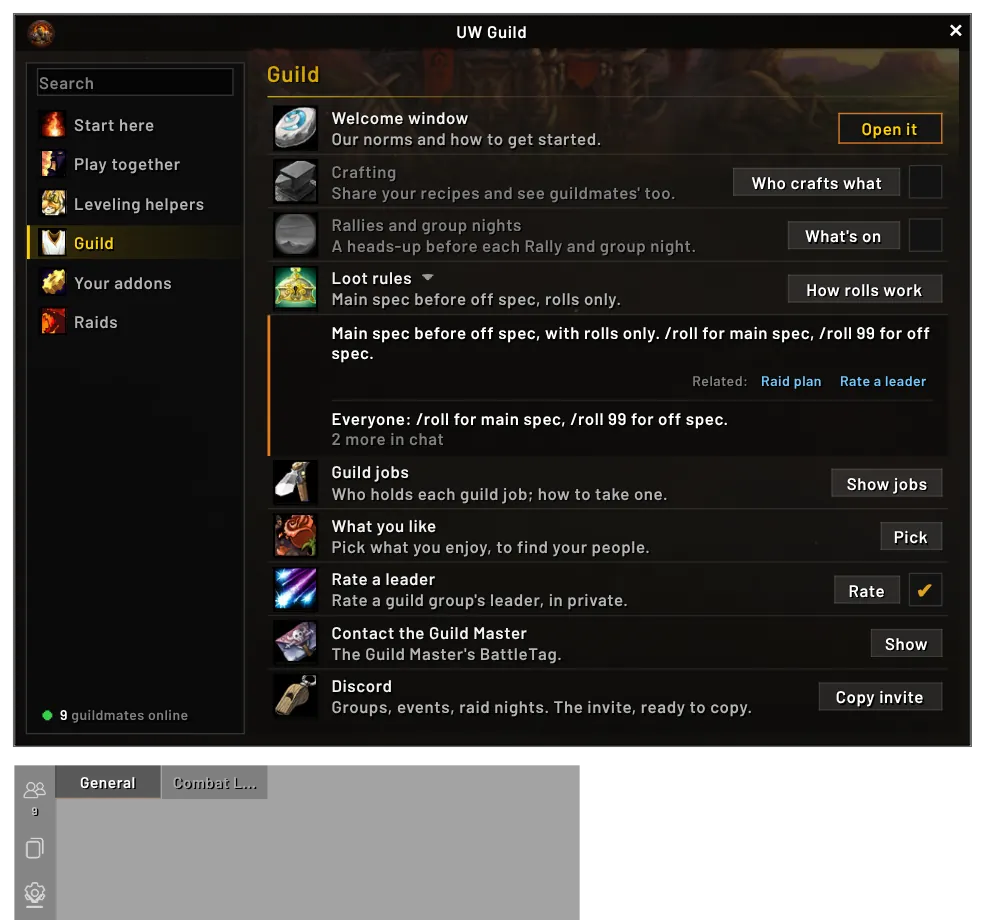 UW Guild
Search
Start here
Play together
Leveling helpers
Guild
Your addons
Raids
9 guildmates online
Guild
Welcome window
Our norms and how to get started.
Open it
Crafting
Share your recipes and see guildmates' too.
Who crafts what
Rallies and group nights
A heads-up before each Rally and group night.
What's on
Loot rules
Main spec before off spec, rolls only.
How rolls work
Main spec before off spec, with rolls only. /roll for main spec, /roll 99 for off
spec.
Related: Raid plan Rate a leader
Everyone: /roll for main spec, /roll 99 for off spec.
2 more in chat
Guild jobs
Who holds each guild job; how to take one.
Show jobs
What you like
Pick what you enjoy, to find your people.
Pick
Rate a leader
Rate a guild group's leader, in private.
Rate
Contact the Guild Master
The Guild Master's BattleTag.
Show
Discord
Groups, events, raid nights. The invite, ready to copy.
Copy invite
General
Combat L...
9